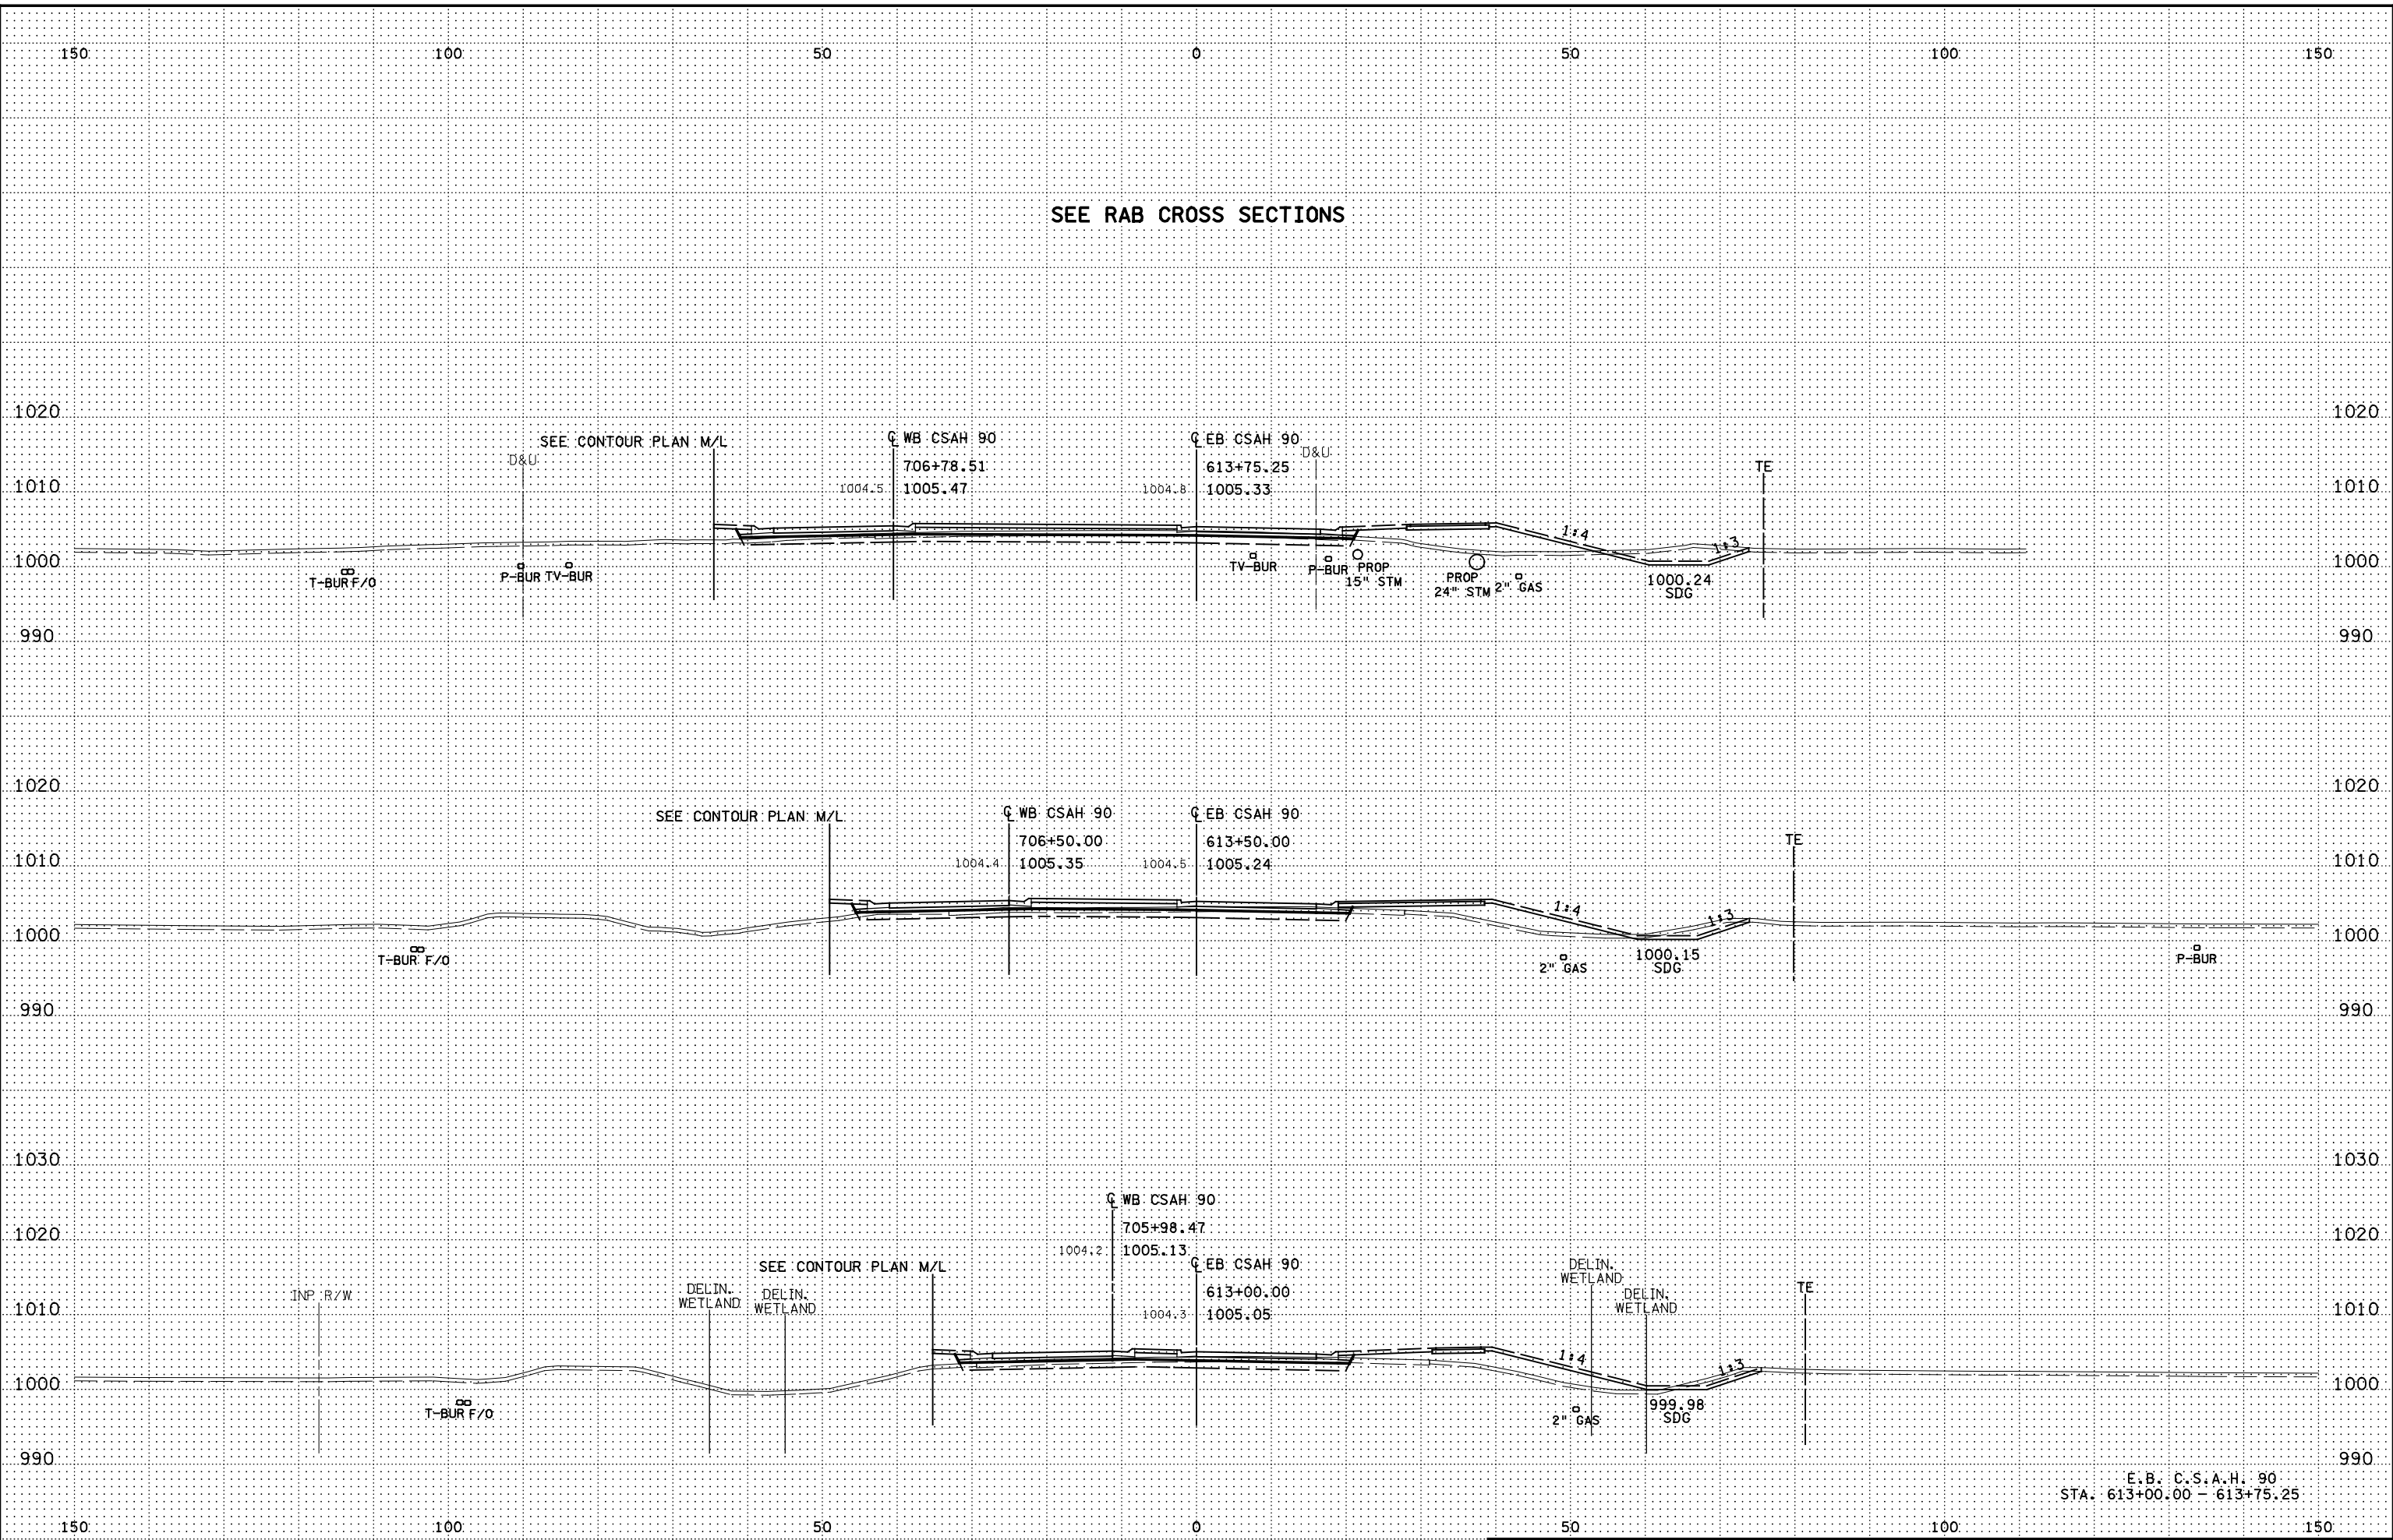 150 100 50 0 50 100 150
SEE RAB CROSS SECTIONS
1020 1020
SEE CONTOUR PLAN M/L
D&U
℄ WB CSAH 90
706+78.51
1004.5 1005.47
℄ EB CSAH 90
613+75.25
1004.8 1005.33
D&U
TE
1010 1010
1:4
1:3
1000 1000
T-BUR F/O
P-BUR TV-BUR
TV-BUR
P-BUR
PROP
15" STM
PROP
24" STM
2" GAS
1000.24
SDG
990 990
1020 1020
SEE CONTOUR PLAN M/L
℄ WB CSAH 90
706+50.00
1004.4 1005.35
℄ EB CSAH 90
613+50.00
1004.5 1005.24
TE
1010 1010
1:4
1:3
1000 1000
T-BUR F/O
2" GAS
1000.15
SDG
P-BUR
990 990
1030 1030
℄ WB CSAH 90
705+98.47
1004.2 1005.13
1020 1020
SEE CONTOUR PLAN M/L
℄ EB CSAH 90
613+00.00
1004.3 1005.05
INP R/W
DELIN.
WETLAND
DELIN.
WETLAND
DELIN.
WETLAND
DELIN.
WETLAND
TE
1010 1010
1:4
1:3
1000 1000
T-BUR F/O
2" GAS
999.98
SDG
990 990
E.B. C.S.A.H. 90
STA. 613+00.00 - 613+75.25
150 100 50 0 50 100 150